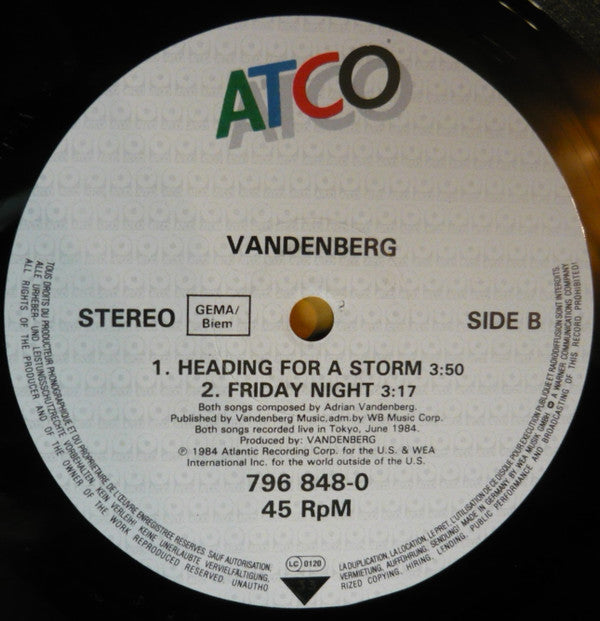 ATCO
VANDENBERG
STEREO
GEMA/
Biem
SIDE B
1. HEADING FOR A STORM 3:50
2. FRIDAY NIGHT 3:17
Both songs composed by Adrian Vandenberg.
Published by Vandenberg Music,adm.by WB Music Corp.
Both songs recorded live in Tokyo, June 1984.
Produced by: VANDENBERG
℗ 1984 Atlantic Recording Corp. for the U.S. & WEA
International Inc. for the world outside of the U.S.
796 848-0
45 RpM
LC 0120
TOUS DROITS DU PRODUCTEUR PHONOGRAPHIQUE ET DU PROPRIETAIRE DE L'ŒUVRE ENREGISTREE RESERVES SAUF AUTORISATION.
LA DUPLICATION, LA LOCATION, LE PRET, L'UTILISATION DE CE DISQUE POUR EXECUTION PUBLIQUE ET RADIODIFFUSION SONT INTERDITS.
ALLE URHEBER- UND LEISTUNGSSCHUTZRECHTE VORBEHALTEN. KEIN VERLEIH! KEINE UNERLAUBTE VERVIELFÄLTIGUNG,
VERMIETUNG, AUFFÜHRUNG, SENDUNG! MADE IN GERMANY BY WEA MUSIK GMBH. A WARNER COMMUNICATIONS COMPANY
ALL RIGHTS OF THE PRODUCER AND OF THE OWNER OF THE WORK REPRODUCED RESERVED. UNAUTHO
RIZED COPYING, HIRING, LENDING, PUBLIC PERFORMANCE AND BROADCASTING OF THIS RECORD PROHIBITED!